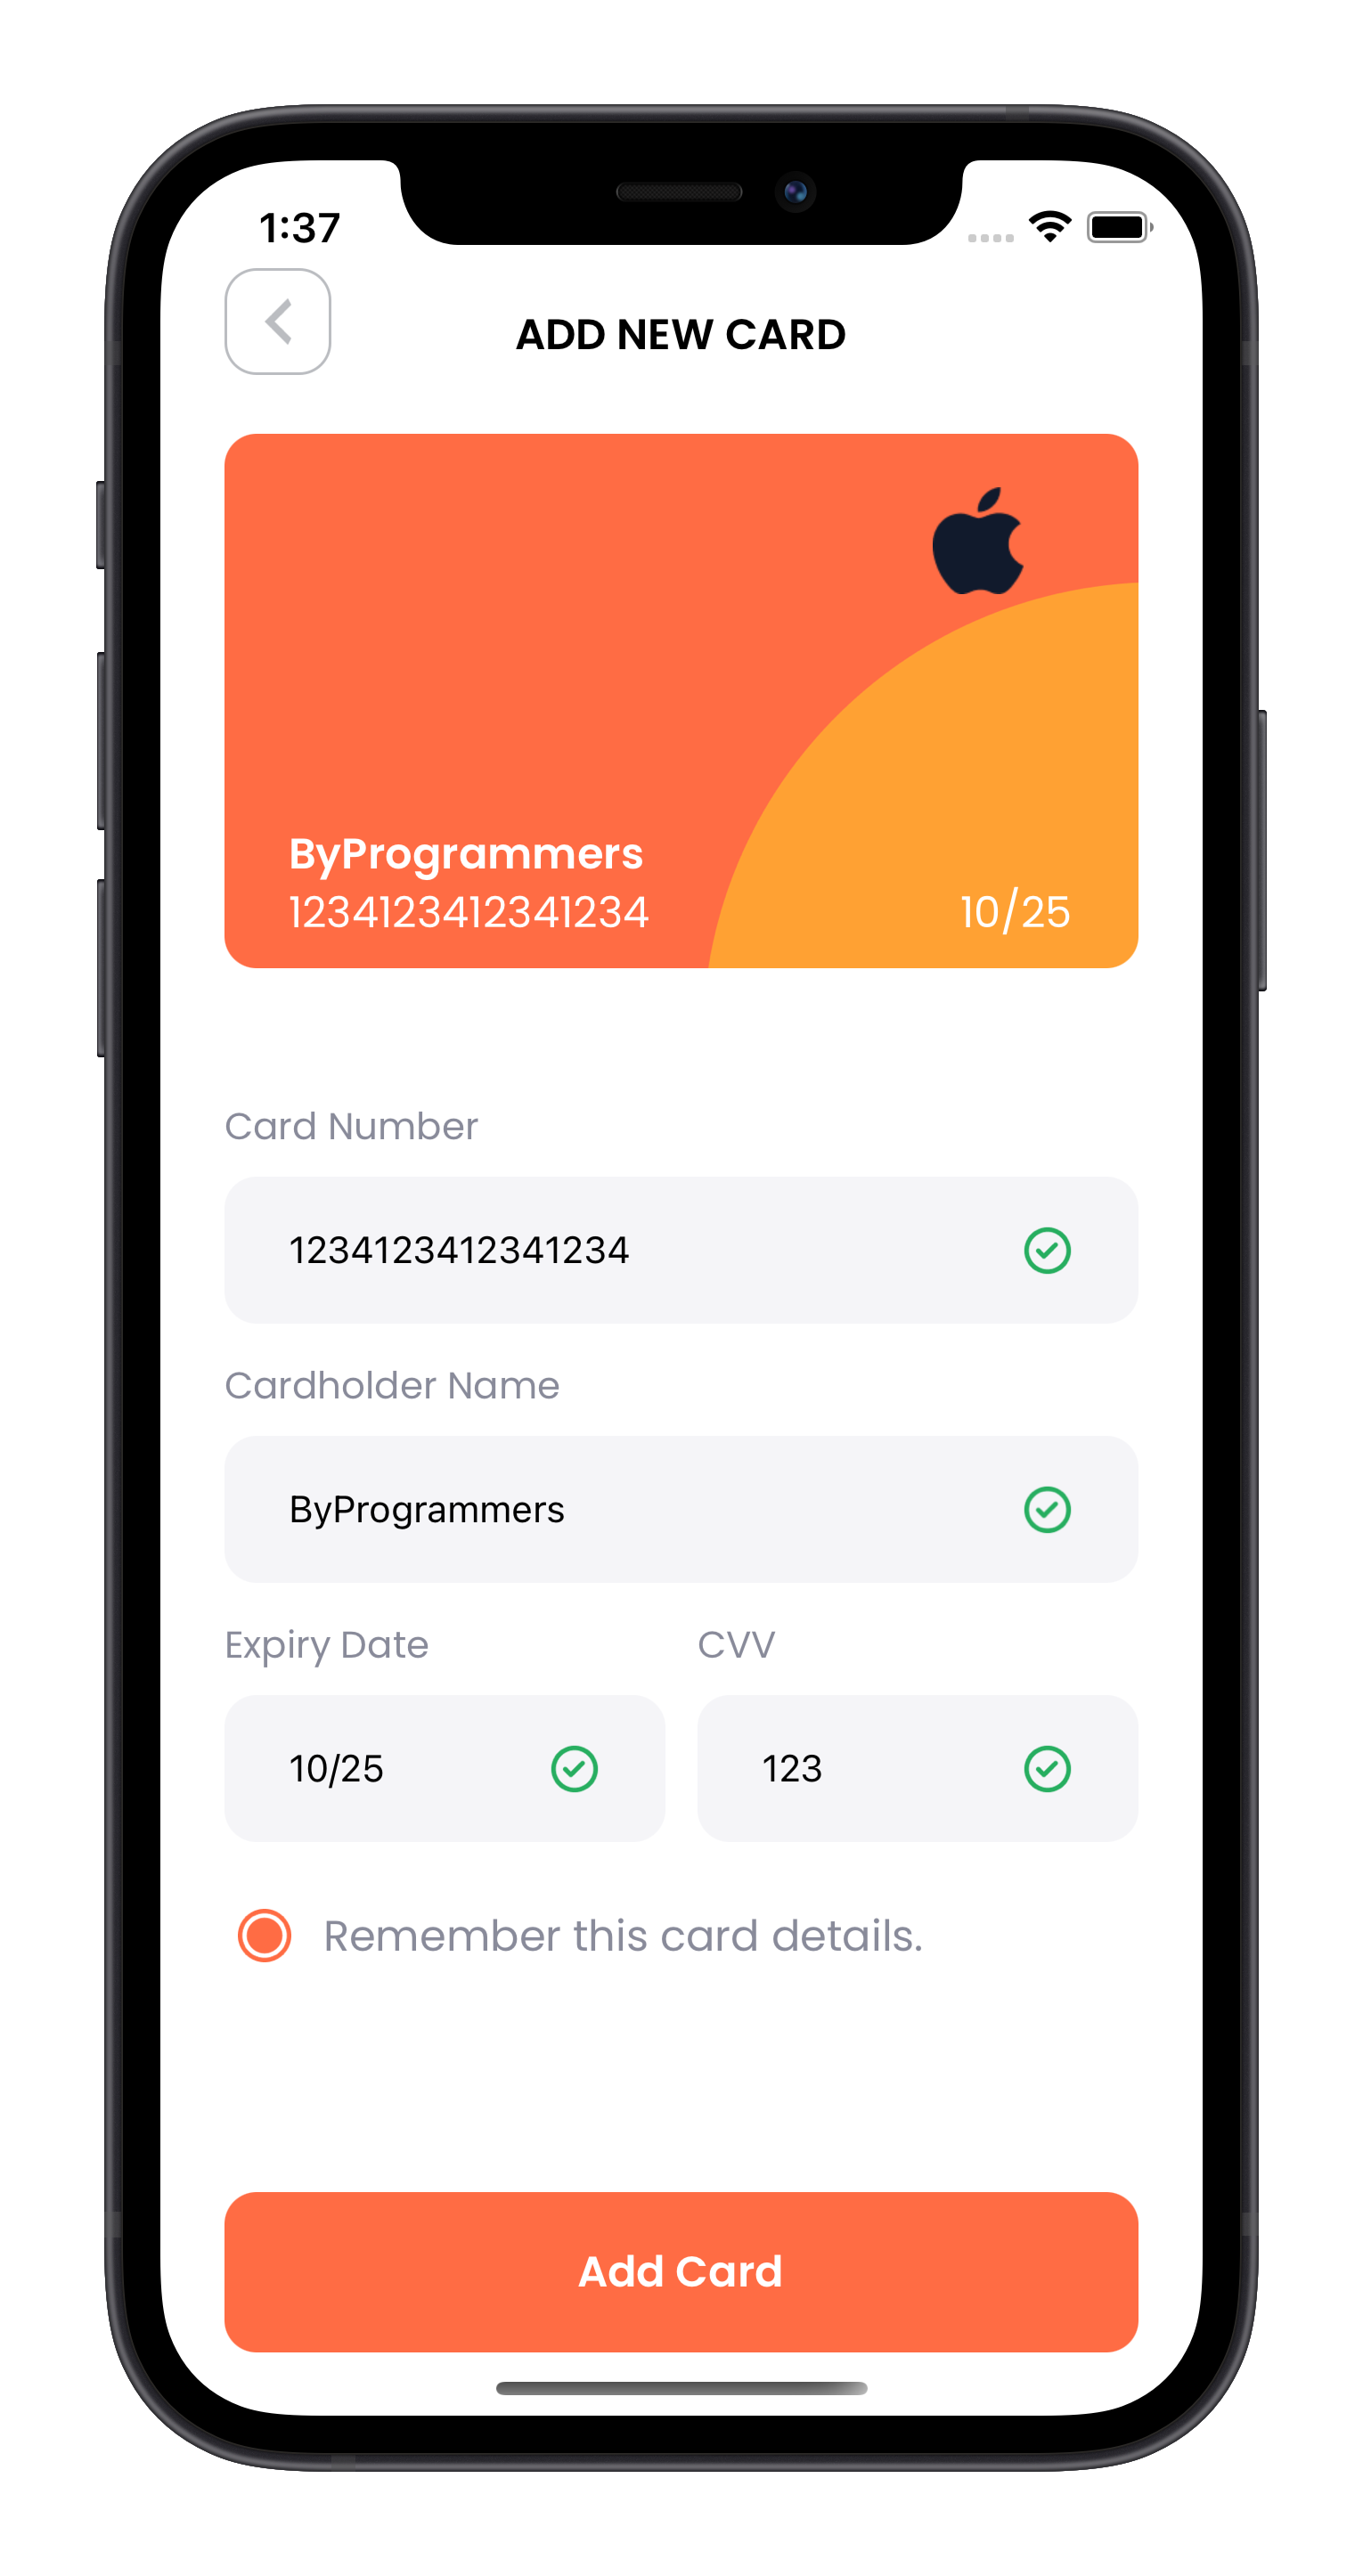 1:37
ADD NEW CARD
ByProgrammers
1234123412341234
10/25
Card Number
1234123412341234
Cardholder Name
ByProgrammers
Expiry Date
CVV
10/25
123
Remember this card details.
Add Card